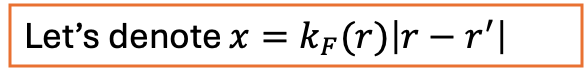 Let's denote x = k_F(r)|r − r′|